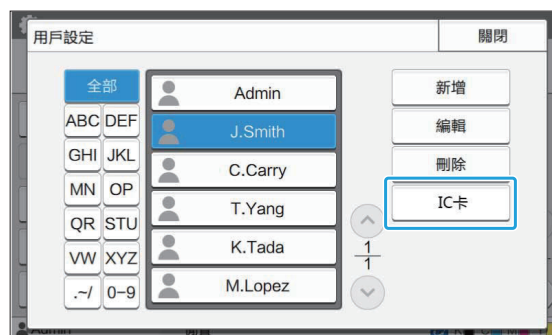 用戶設定
關閉
全部
ABC DEF
GHI JKL
MN OP
QR STU
VW XYZ
.~/ 0-9
Admin
J.Smith
C.Carry
T.Yang
K.Tada
M.Lopez
1
1
新增
編輯
刪除
IC卡
Admin